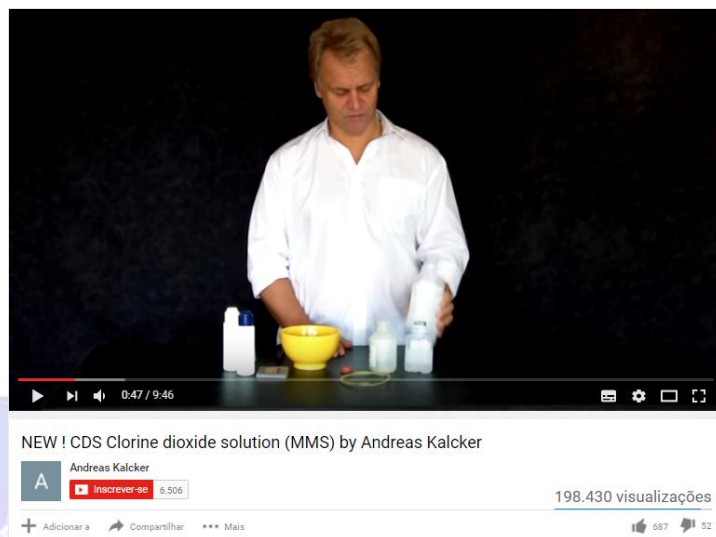 0:47 / 9:46
NEW ! CDS Clorine dioxide solution (MMS) by Andreas Kalcker
A
Andreas Kalcker
Inscrever-se 6.506
198.430 visualizações
Adicionar a Compartilhar Mais 687 52